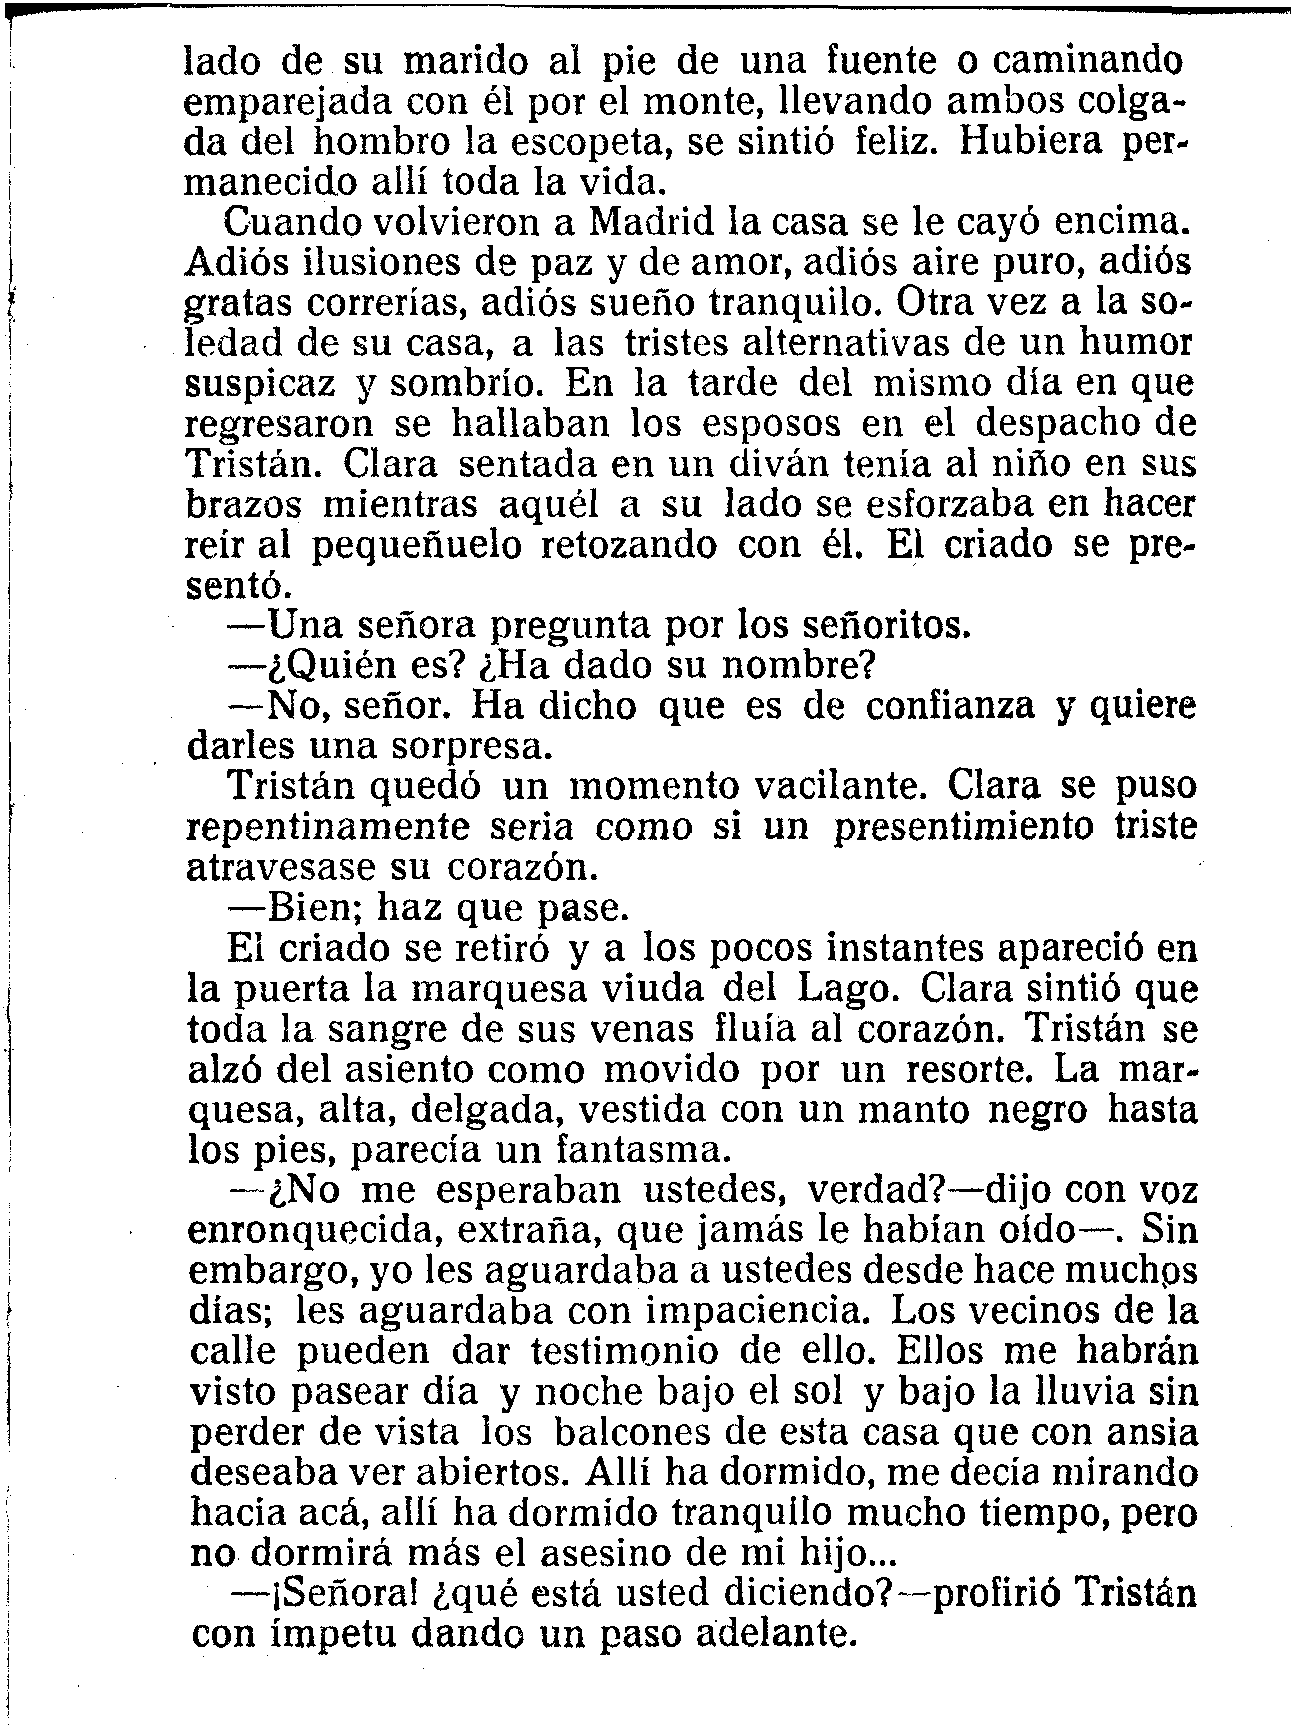 lado de su marido al pie de una fuente o caminando
emparejada con él por el monte, llevando ambos colga-
da del hombro la escopeta, se sintió feliz. Hubiera per-
manecido allí toda la vida.
Cuando volvieron a Madrid la casa se le cayó encima.
Adiós ilusiones de paz y de amor, adiós aire puro, adiós
gratas correrías, adiós sueño tranquilo. Otra vez a la so-
ledad de su casa, a las tristes alternativas de un humor
suspicaz y sombrío. En la tarde del mismo día en que
regresaron se hallaban los esposos en el despacho de
Tristán. Clara sentada en un diván tenía al niño en sus
brazos mientras aquél a su lado se esforzaba en hacer
reír al pequeñuelo retozando con él. El criado se pre-
sentó.
—Una señora pregunta por los señoritos.
—¿Quién es? ¿Ha dado su nombre?
—No, señor. Ha dicho que es de confianza y quiere
darles una sorpresa.
Tristán quedó un momento vacilante. Clara se puso
repentinamente seria como si un presentimiento triste
atravesase su corazón.
—Bien; haz que pase.
El criado se retiró y a los pocos instantes apareció en
la puerta la marquesa viuda del Lago. Clara sintió que
toda la sangre de sus venas fluía al corazón. Tristán se
alzó del asiento como movido por un resorte. La mar-
quesa, alta, delgada, vestida con un manto negro hasta
los pies, parecía un fantasma.
—¿No me esperaban ustedes, verdad?—dijo con voz
enronquecida, extraña, que jamás le habían oído—. Sin
embargo, yo les aguardaba a ustedes desde hace muchos
días; les aguardaba con impaciencia. Los vecinos de la
calle pueden dar testimonio de ello. Ellos me habrán
visto pasear día y noche bajo el sol y bajo la lluvia sin
perder de vista los balcones de esta casa que con ansia
deseaba ver abiertos. Allí ha dormido, me decía mirando
hacia acá, allí ha dormido tranquilo mucho tiempo, pero
no dormirá más el asesino de mi hijo...
—¡Señora! ¿qué está usted diciendo?—profirió Tristán
con ímpetu dando un paso adelante.